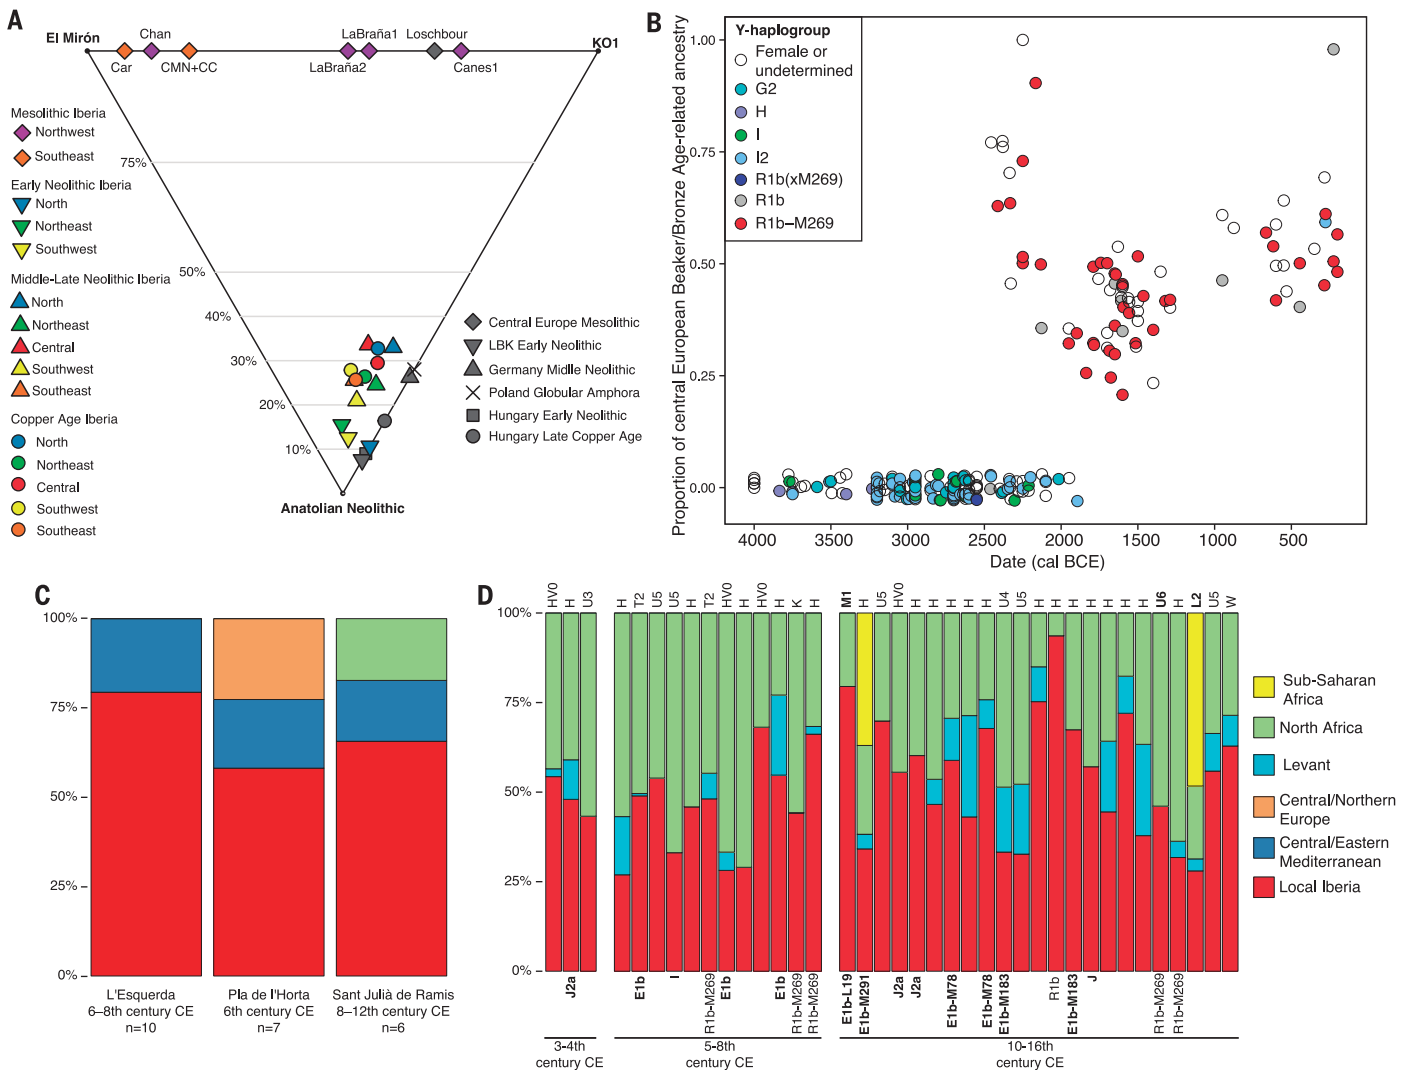 A
El Mirón
Chan
LaBraña1
Loschbour
KO1
Car
CMN+CC
LaBraña2
Canes1
Mesolithic Iberia
Northwest
Southeast
Early Neolithic Iberia
North
Northeast
Southwest
Middle-Late Neolithic Iberia
North
Northeast
Central
Southwest
Southeast
Copper Age Iberia
North
Northeast
Central
Southwest
Southeast
75%
50%
40%
30%
20%
10%
Anatolian Neolithic
Central Europe Mesolithic
LBK Early Neolithic
Germany Midlle Neolithic
Poland Globular Amphora
Hungary Early Neolithic
Hungary Late Copper Age
B
Proportion of central European Beaker/Bronze Age-related ancestry
1.00
0.75
0.50
0.25
0.00
Y-haplogroup
Female or
undetermined
G2
H
I
I2
R1b(xM269)
R1b
R1b−M269
4000
3500
3000
2500
2000
1500
1000
500
Date (cal BCE)
C
100%
75%
50%
25%
0%
L'Esquerda
6–8th century CE
n=10
Pla de l'Horta
6th century CE
n=7
Sant Julià de Ramis
8–12th century CE
n=6
D
100%
75%
50%
25%
0%
HV0
H
U3
H
T2
U5
U5
H
T2
HV0
H
HV0
H
K
H
M1
H
U5
HV0
H
H
H
H
H
U4
U5
H
H
H
H
H
H
H
U6
H
L2
U5
W
J2a
E1b
I
R1b-M269
E1b
E1b
R1b-M269
R1b-M269
E1b-L19
E1b-M291
J2a
J2a
E1b-M78
E1b-M78
E1b-M183
R1b
E1b-M183
J
R1b-M269
R1b-M269
3-4th
century CE
5-8th
century CE
10-16th
century CE
Sub-Saharan
Africa
North Africa
Levant
Central/Northern
Europe
Central/Eastern
Mediterranean
Local Iberia